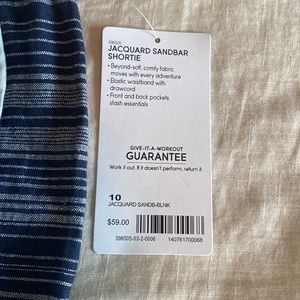 596505
JACQUARD SANDBAR
SHORTIE
• Beyond-soft, comfy fabric
moves with every adventure
• Elastic waistband with
drawcord
• Front and back pockets
stash essentials
GIVE-IT-A-WORKOUT
GUARANTEE
Work it out. If it doesn't perform, return it.
10
JACQUARD SANDB-BLNK
$59.00
596505-03-2-0006
140761700068